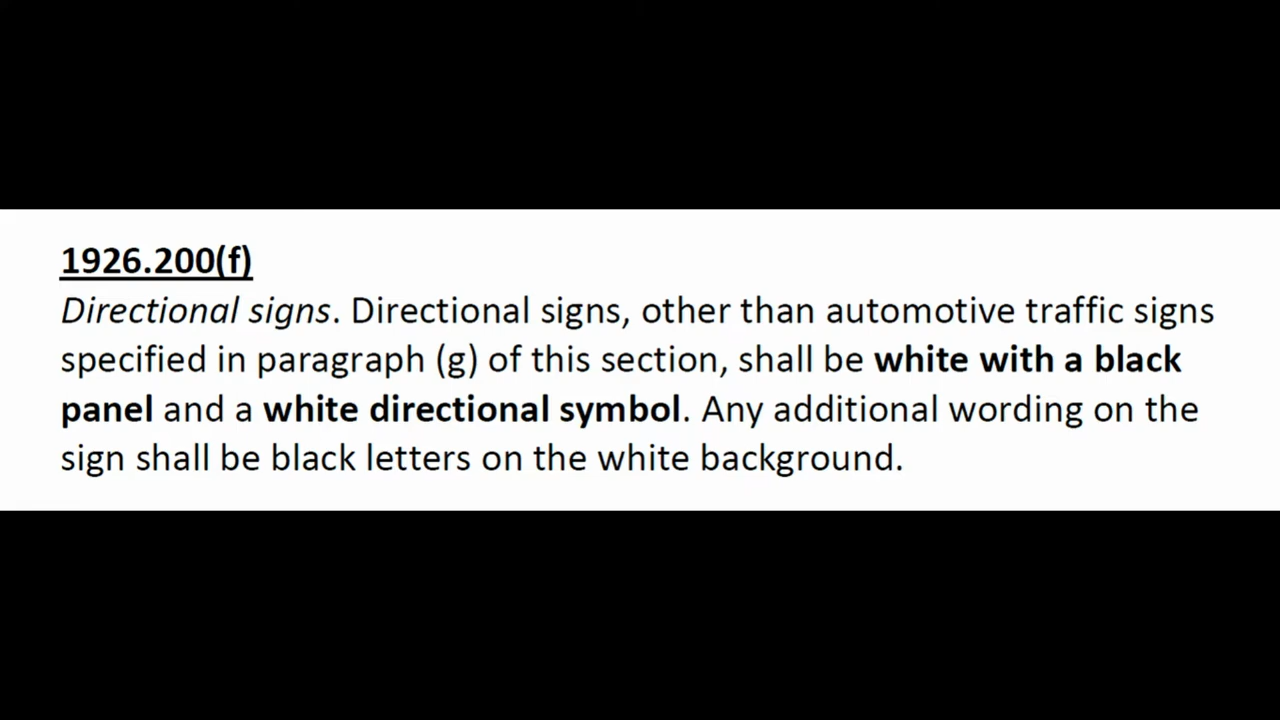 1926.200(f)
Directional signs. Directional signs, other than automotive traffic signs
specified in paragraph (g) of this section, shall be white with a black
panel and a white directional symbol. Any additional wording on the
sign shall be black letters on the white background.